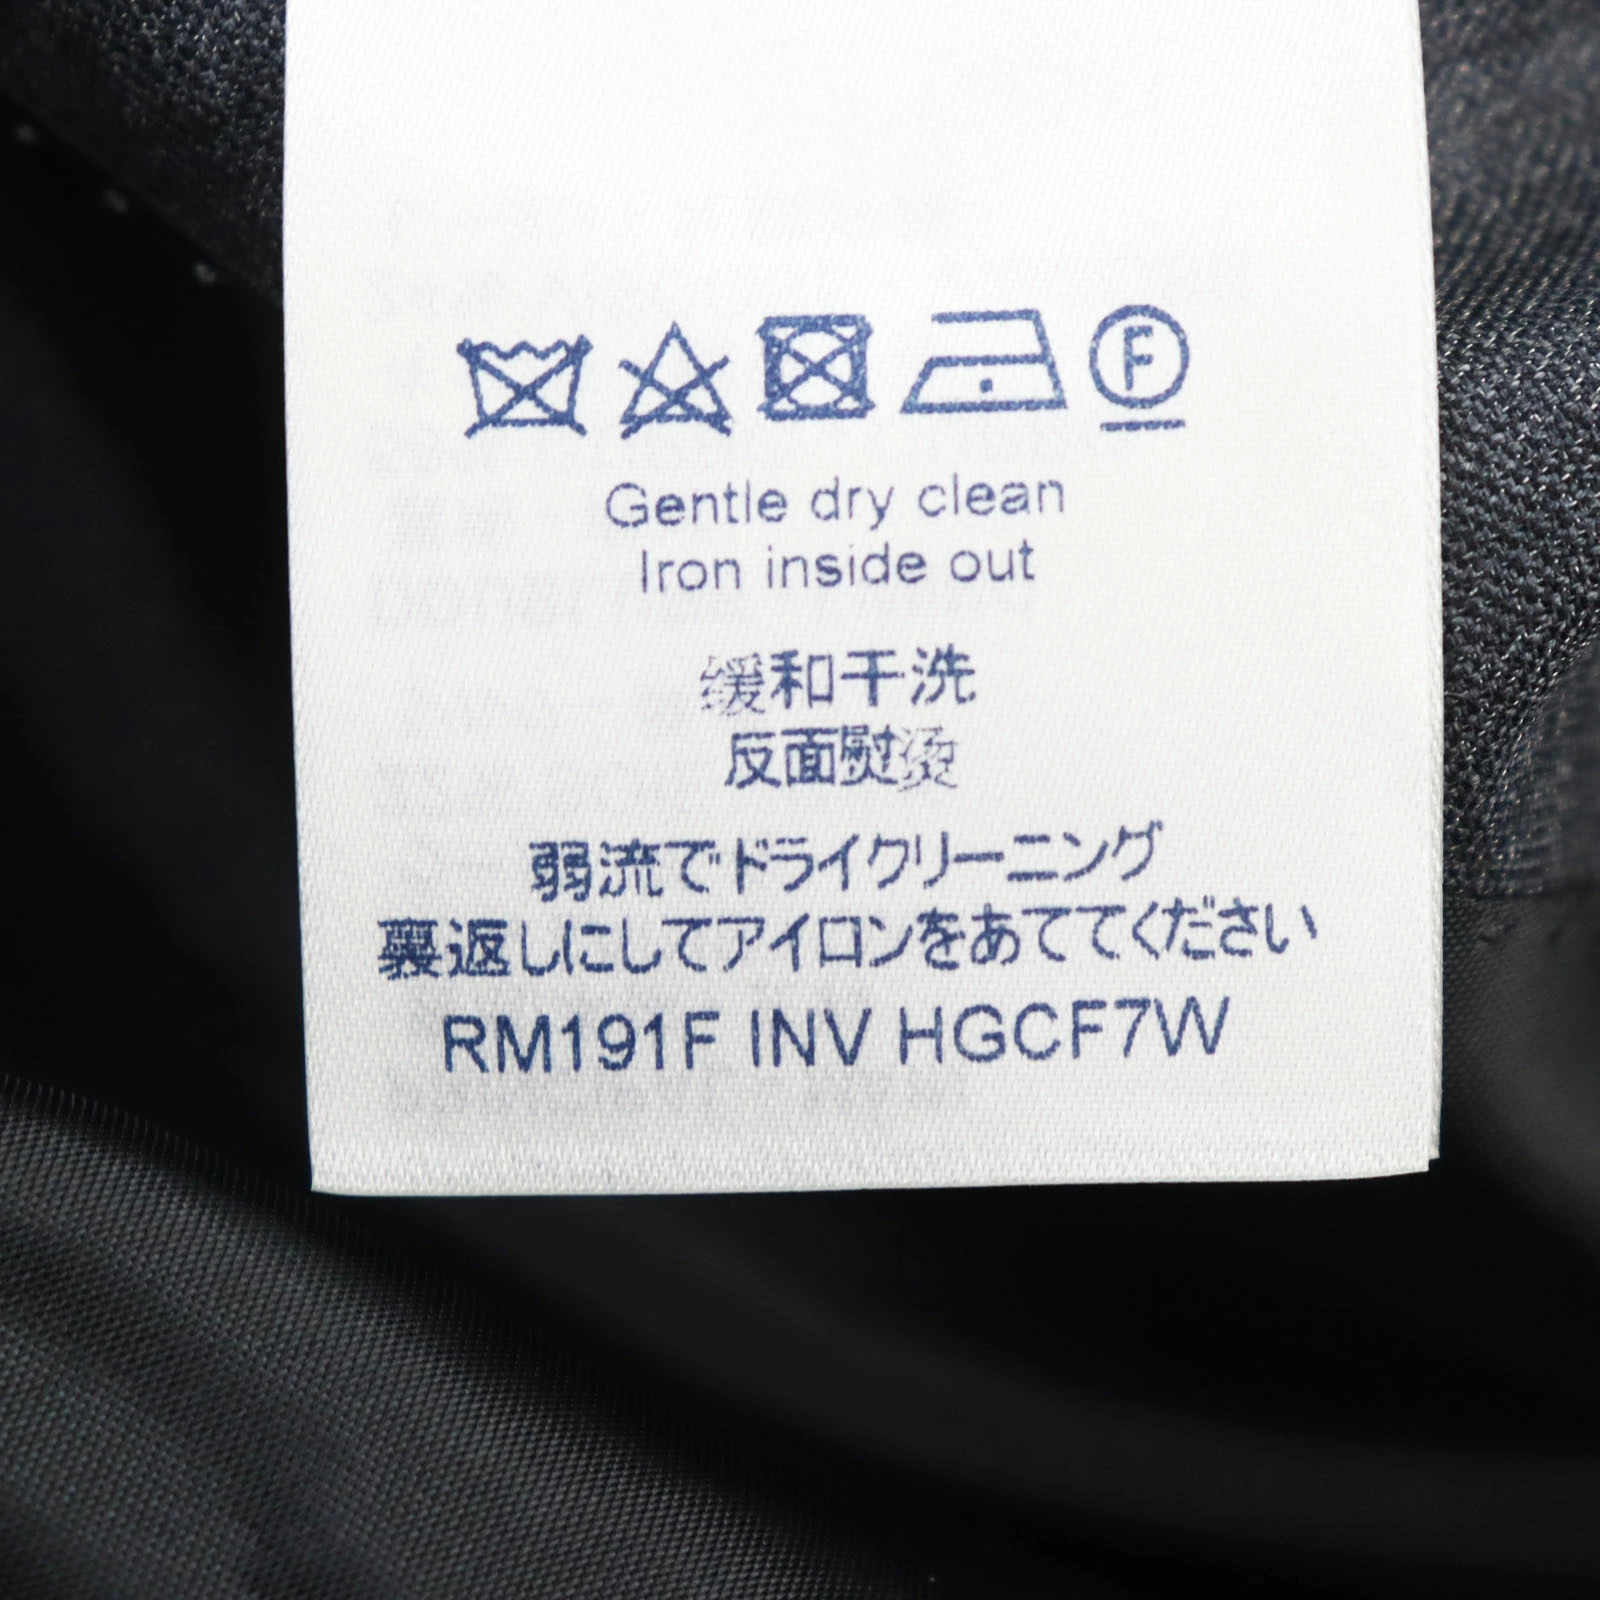 F
Gentle dry clean
Iron inside out
缓和干洗
反面熨烫
弱流でドライクリーニング
裏返しにしてアイロンをあててください
RM191F INV HGCF7W